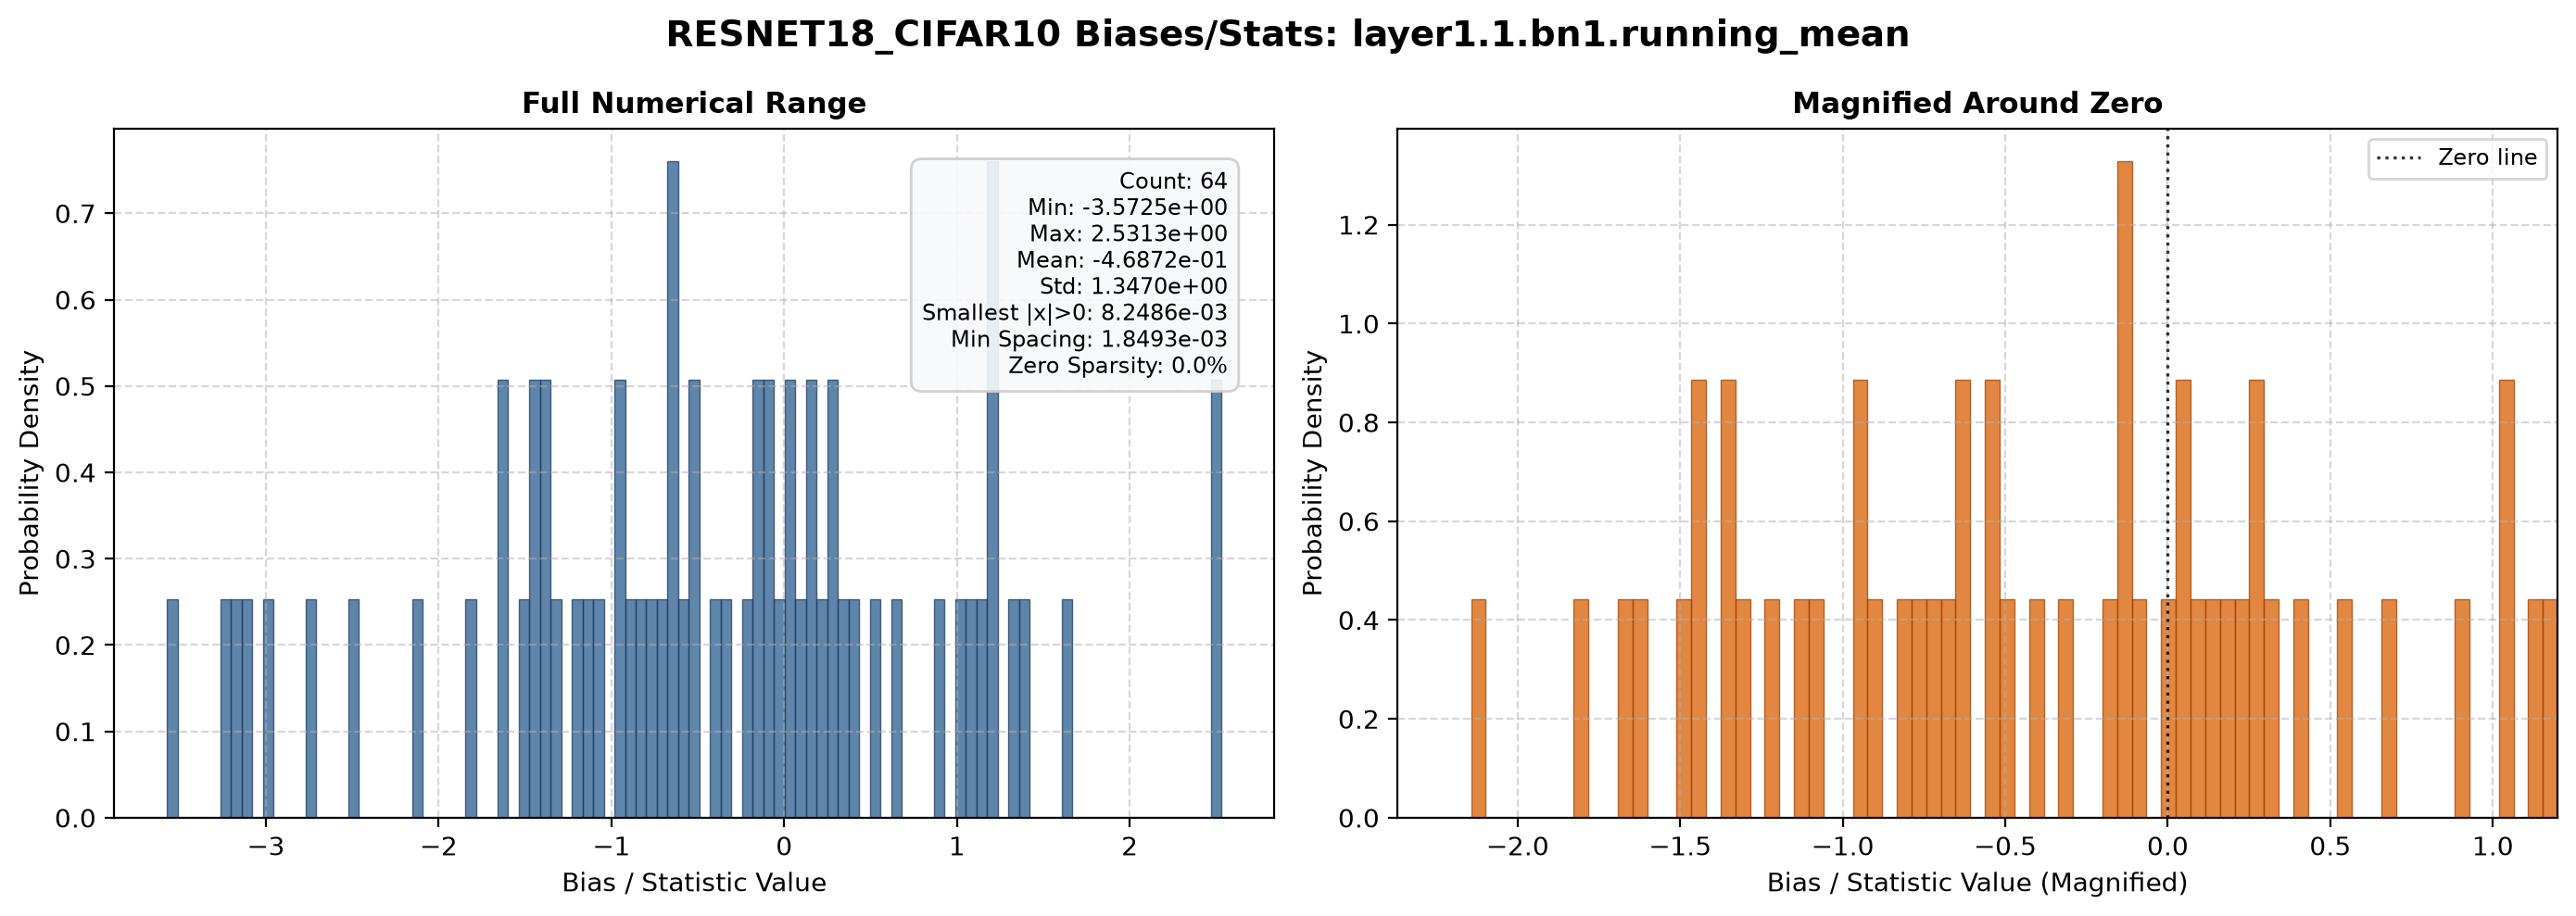 RESNET18_CIFAR10 Biases/Stats: layer1.1.bn1.running_mean
Full Numerical Range
Probability Density
0.7
0.6
0.5
0.4
0.3
0.2
0.1
0.0
Count: 64
Min: -3.5725e+00
Max: 2.5313e+00
Mean: -4.6872e-01
Std: 1.3470e+00
Smallest |x|>0: 8.2486e-03
Min Spacing: 1.8493e-03
Zero Sparsity: 0.0%
−3 −2 −1 0 1 2
Bias / Statistic Value
Magnified Around Zero
Probability Density
1.2
1.0
0.8
0.6
0.4
0.2
0.0
Zero line
−2.0 −1.5 −1.0 −0.5 0.0 0.5 1.0
Bias / Statistic Value (Magnified)